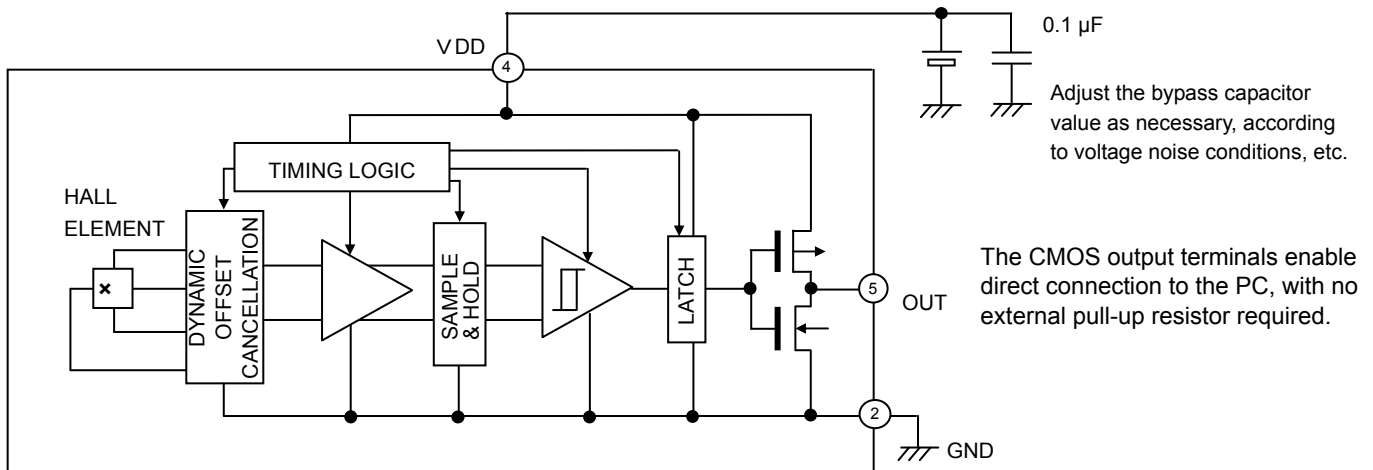 0.1 µF
VDD
4
Adjust the bypass capacitor
value as necessary, according
to voltage noise conditions, etc.
TIMING LOGIC
HALL
ELEMENT
×
DYNAMIC
OFFSET
CANCELLATION
SAMPLE
& HOLD
LATCH
5
OUT
The CMOS output terminals enable
direct connection to the PC, with no
external pull-up resistor required.
2
GND